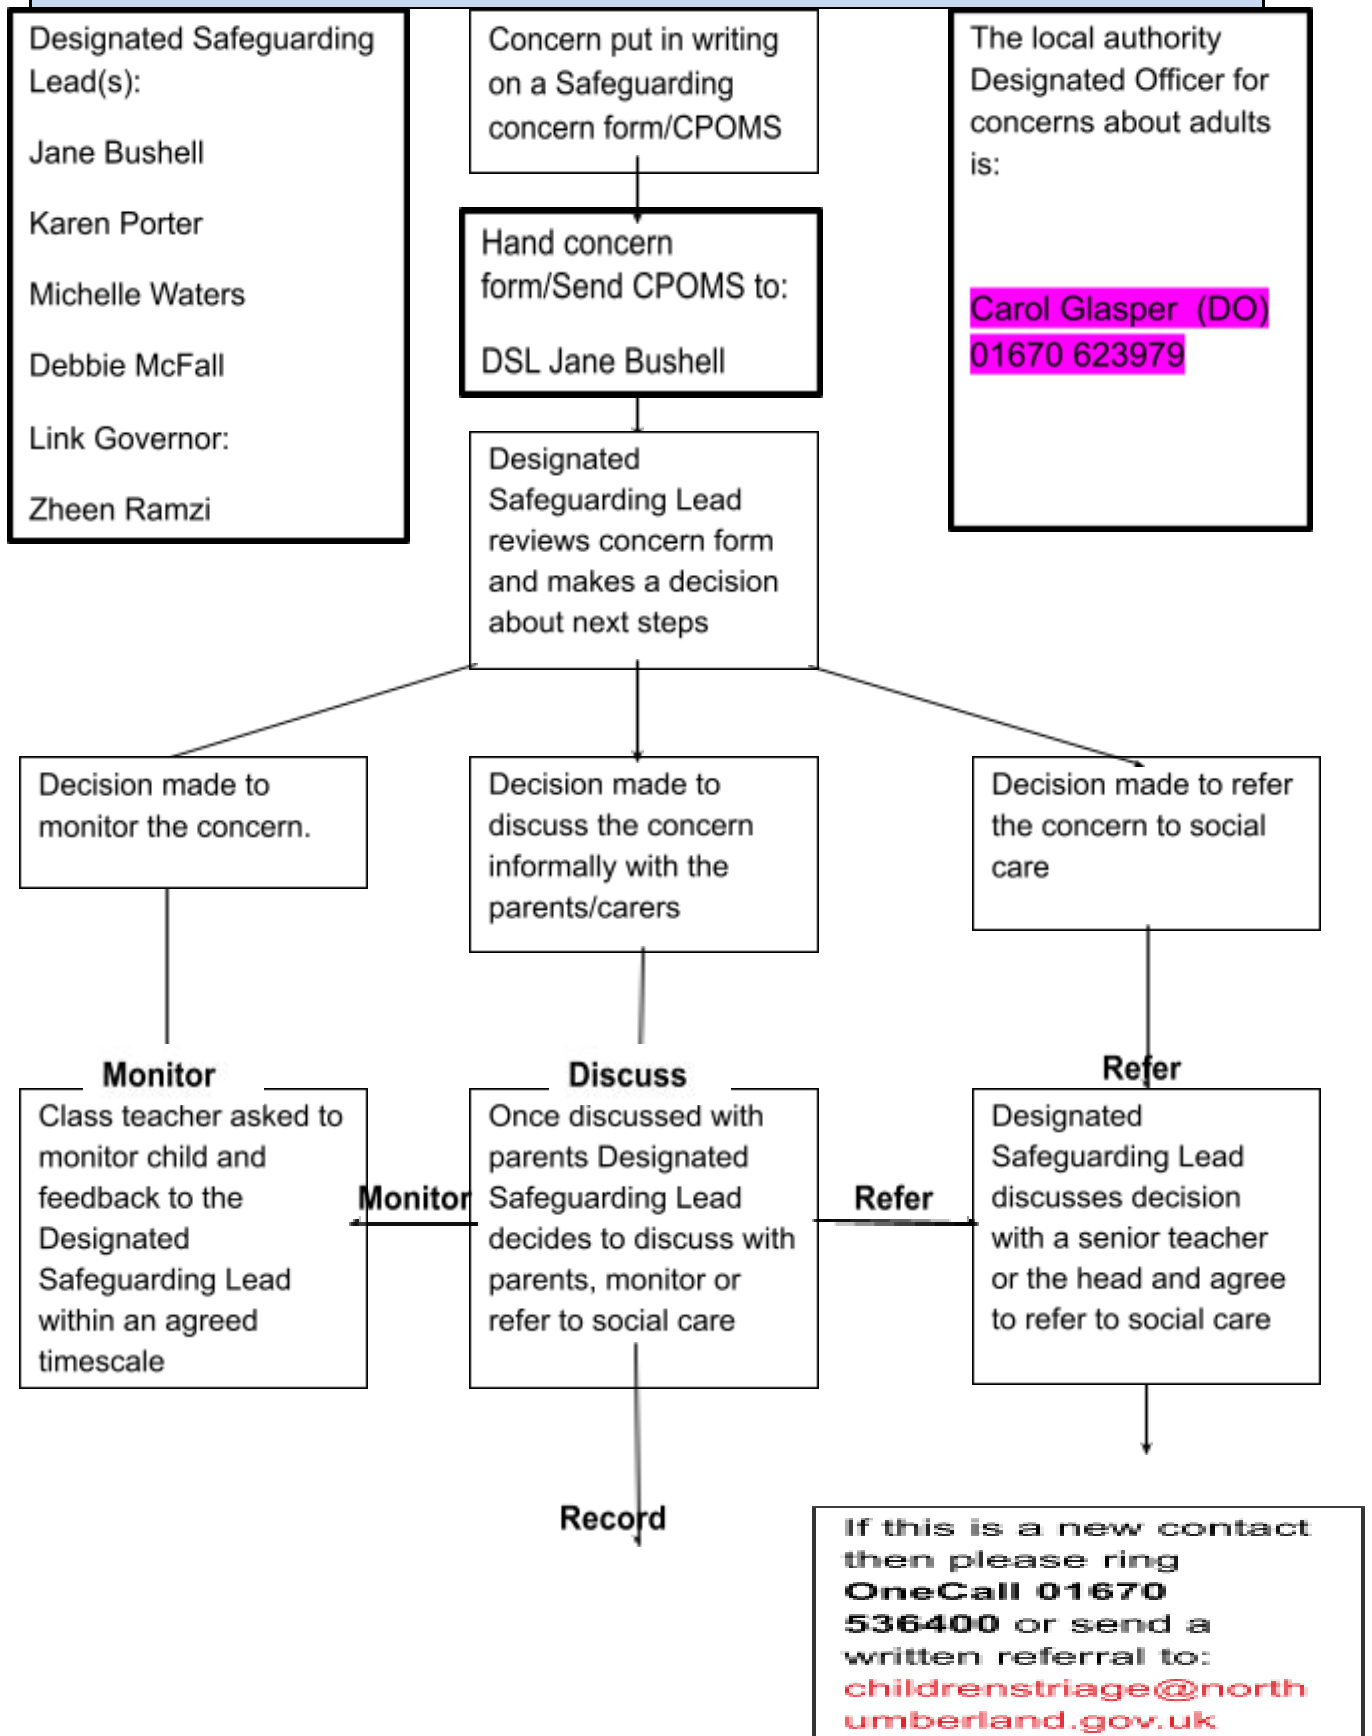 Designated Safeguarding
Lead(s):
Jane Bushell
Karen Porter
Michelle Waters
Debbie McFall
Link Governor:
Zheen Ramzi
Concern put in writing
on a Safeguarding
concern form/CPOMS
Hand concern
form/Send CPOMS to:
DSL Jane Bushell
The local authority
Designated Officer for
concerns about adults
is:
Carol Glasper (DO)
01670 623979
Designated
Safeguarding Lead
reviews concern form
and makes a decision
about next steps
Decision made to
monitor the concern.
Decision made to
discuss the concern
informally with the
parents/carers
Decision made to refer
the concern to social
care
Monitor
Class teacher asked to
monitor child and
feedback to the
Designated
Safeguarding Lead
within an agreed
timescale
Monitor
Discuss
Once discussed with
parents Designated
Safeguarding Lead
decides to discuss with
parents, monitor or
refer to social care
Refer
Refer
Designated
Safeguarding Lead
discusses decision
with a senior teacher
or the head and agree
to refer to social care
Record
If this is a new contact
then please ring
OneCall 01670
536400 or send a
written referral to:
childrenstriage@north
umberland.gov.uk